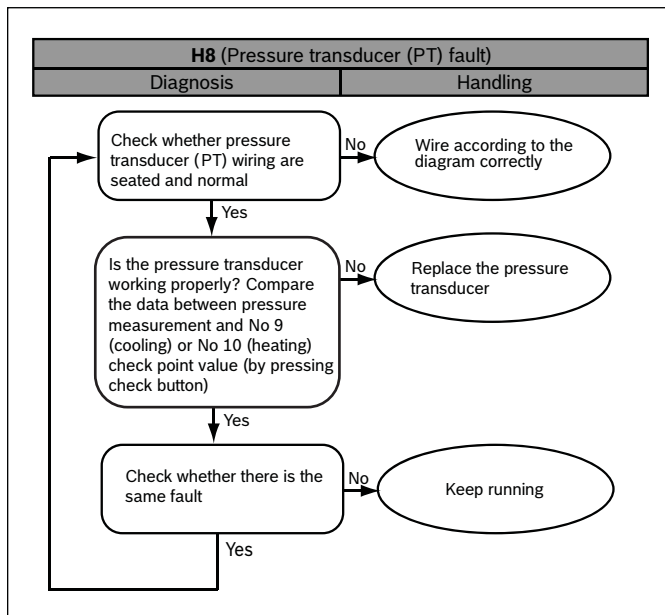 H8 (Pressure transducer (PT) fault)
Diagnosis
Handling
Check whether pressure
transducer (PT) wiring are
seated and normal
No
Wire according to the
diagram correctly
Yes
Is the pressure transducer
working properly? Compare
the data between pressure
measurement and No 9
(cooling) or No 10 (heating)
check point value (by pressing
check button)
No
Replace the pressure
transducer
Yes
Check whether there is the
same fault
No
Keep running
Yes